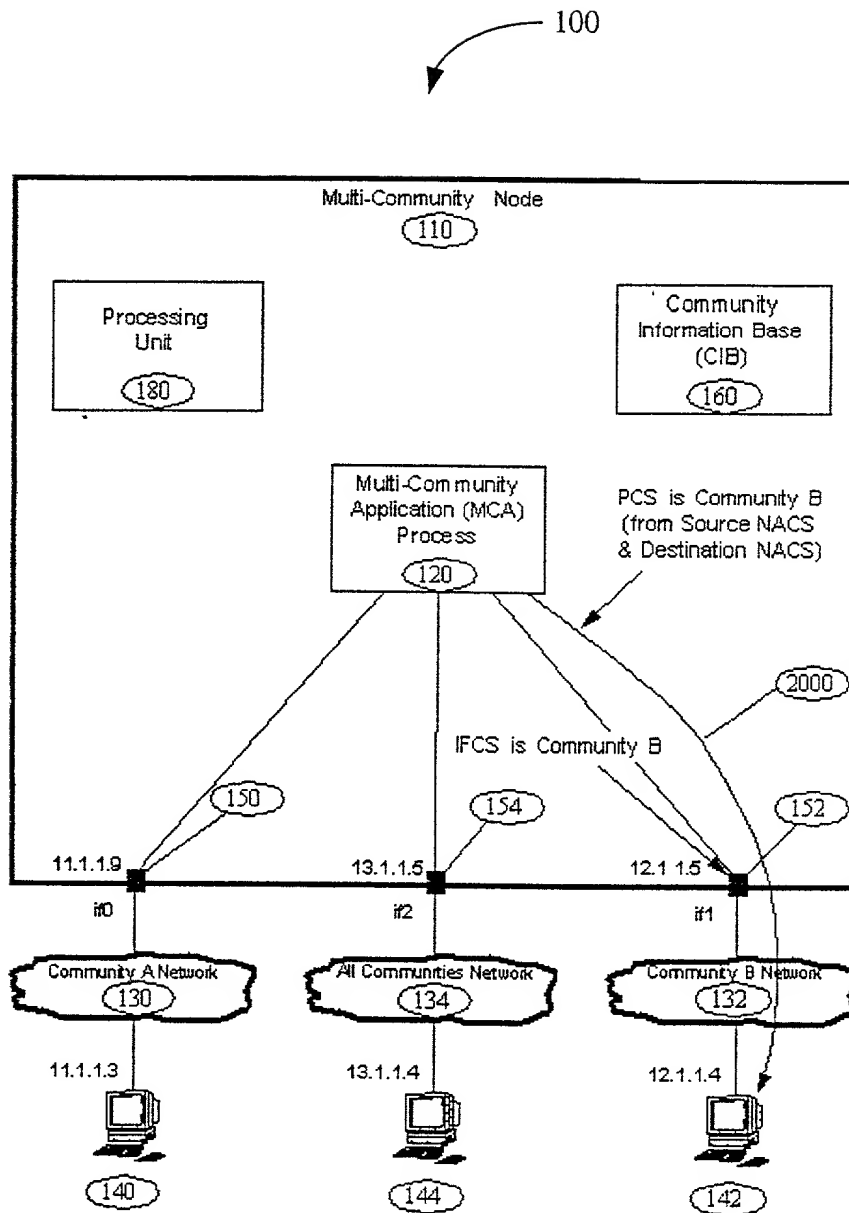 100
Multi-Community Node
110
Processing
Unit
180
Community
Information Base
(CIB)
160
Multi-Community
Application (MCA)
Process
120
PCS is Community B
(from Source NACS
& Destination NACS)
2000
IFCS is Community B
150
154
152
11.1.1.9
13.1.1.5
12.1 1.5
if0
if2
if1
Community A Network
130
All Communities Network
134
Community B Network
132
11.1.1.3
13.1.1.4
12.1.1.4
140
144
142